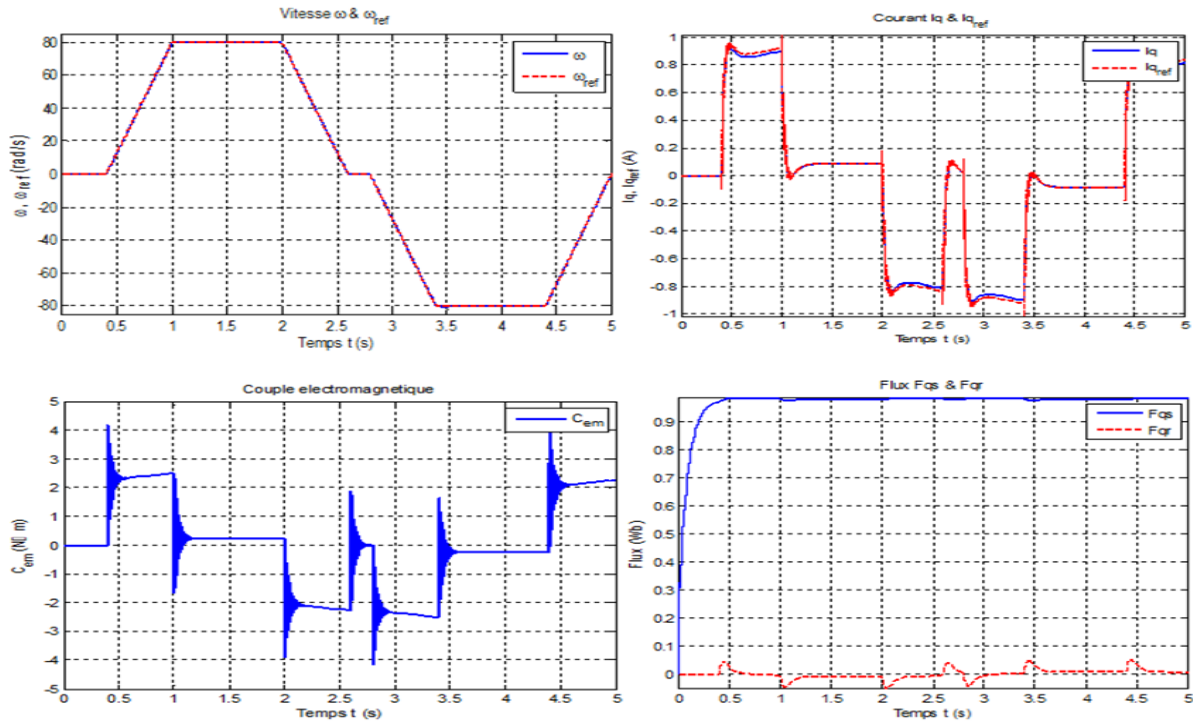 Vitesse ω & ω_ref
ω, ω_ref (rad/s)
80
60
40
20
0
-20
-40
-60
-80
ω
ω_ref
0 0.5 1 1.5 2 2.5 3 3.5 4 4.5 5
Temps t (s)
Courant Iq & Iq_ref
Iq, Iq_ref (A)
1
0.8
0.6
0.4
0.2
0
-0.2
-0.4
-0.6
-0.8
-1
Iq
Iq_ref
0 0.5 1 1.5 2 2.5 3 3.5 4 4.5 5
Temps t (s)
Couple electromagnetique
C_em (N m)
5
4
3
2
1
0
-1
-2
-3
-4
-5
C_em
0 0.5 1 1.5 2 2.5 3 3.5 4 4.5 5
Temps t (s)
Flux Fqs & Fqr
Flux (Wb)
0.9
0.8
0.7
0.6
0.5
0.4
0.3
0.2
0.1
0
Fqs
Fqr
0 0.5 1 1.5 2 2.5 3 3.5 4 4.5 5
Temps t (s)